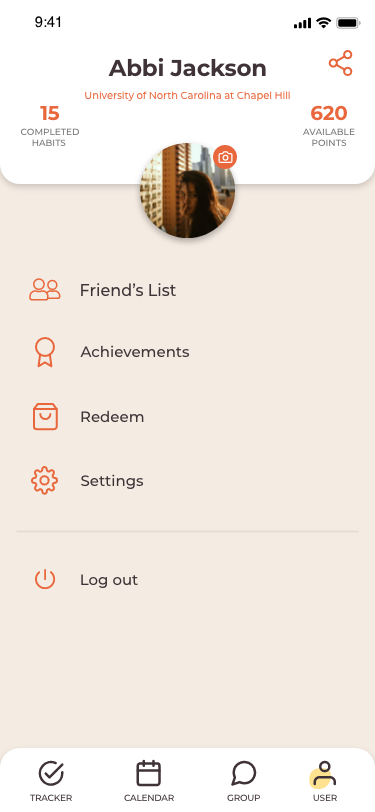 9:41
Abbi Jackson
University of North Carolina at Chapel Hill
15
COMPLETED
HABITS
620
AVAILABLE
POINTS
Friend's List
Achievements
Redeem
Settings
Log out
TRACKER
CALENDAR
GROUP
USER